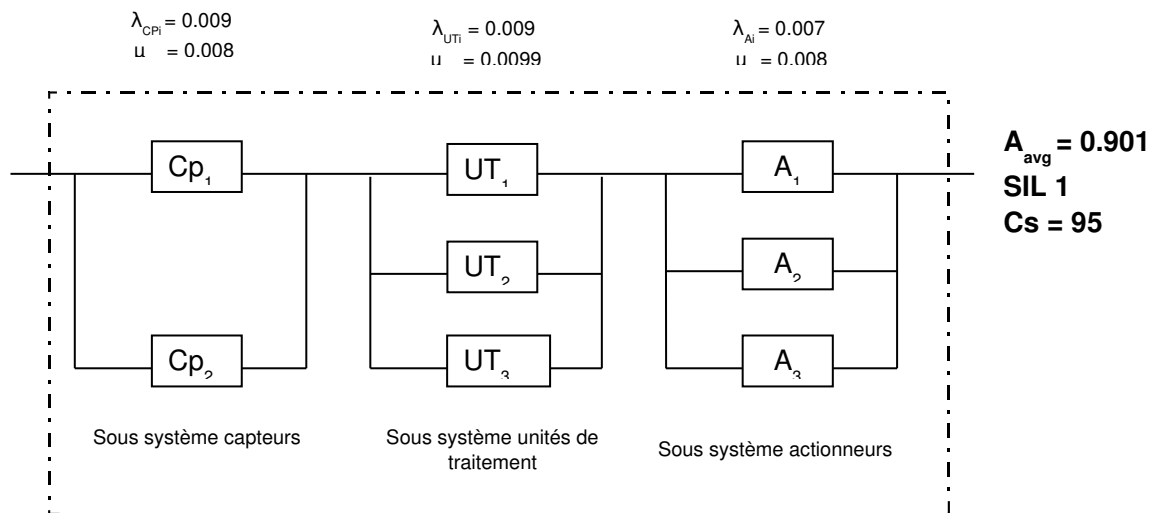 λCPi = 0.009
μ = 0.008
λUTi = 0.009
μ = 0.0099
λAi = 0.007
μ = 0.008
Cp1
UT1
A1
Aavg = 0.901
SIL 1
Cs = 95
UT2
A2
Cp2
UT3
A3
Sous système capteurs
Sous système unités de
traitement
Sous système actionneurs